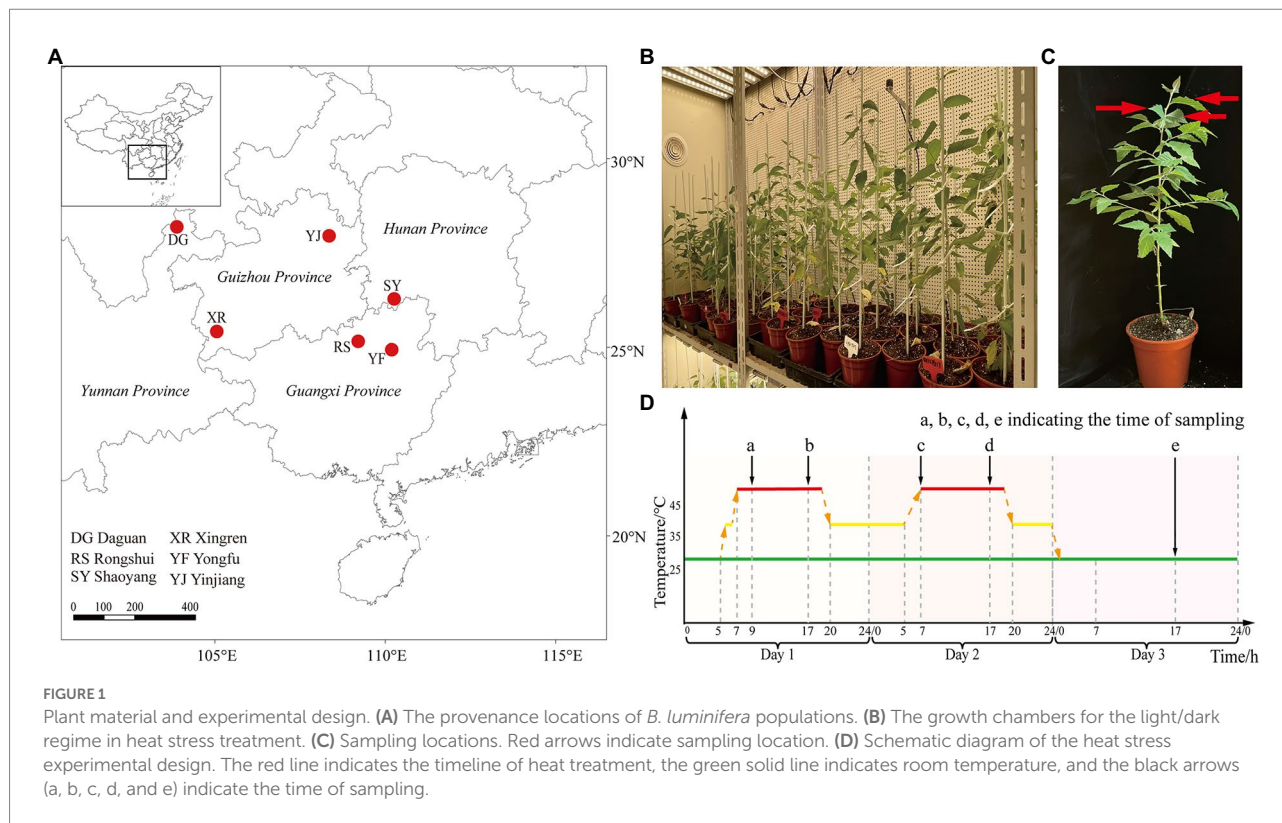 A
30°N
25°N
20°N
105°E
110°E
115°E
DG
YJ
Hunan Province
Guizhou Province
SY
XR
RS
YF
Yunnan Province
Guangxi Province
DG Daguan XR Xingren
RS Rongshui YF Yongfu
SY Shaoyang YJ Yinjiang
0 100 200 400
B
C
D
a, b, c, d, e indicating the time of sampling
a
b
c
d
e
Temperature/°C
45
35
25
0 5 7 9 17 20 24/0 5 7 17 20 24/0 7 17 24/0
Day 1 Day 2 Day 3 Time/h
FIGURE 1
Plant material and experimental design. (A) The provenance locations of B. luminifera populations. (B) The growth chambers for the light/dark
regime in heat stress treatment. (C) Sampling locations. Red arrows indicate sampling location. (D) Schematic diagram of the heat stress
experimental design. The red line indicates the timeline of heat treatment, the green solid line indicates room temperature, and the black arrows
(a, b, c, d, and e) indicate the time of sampling.